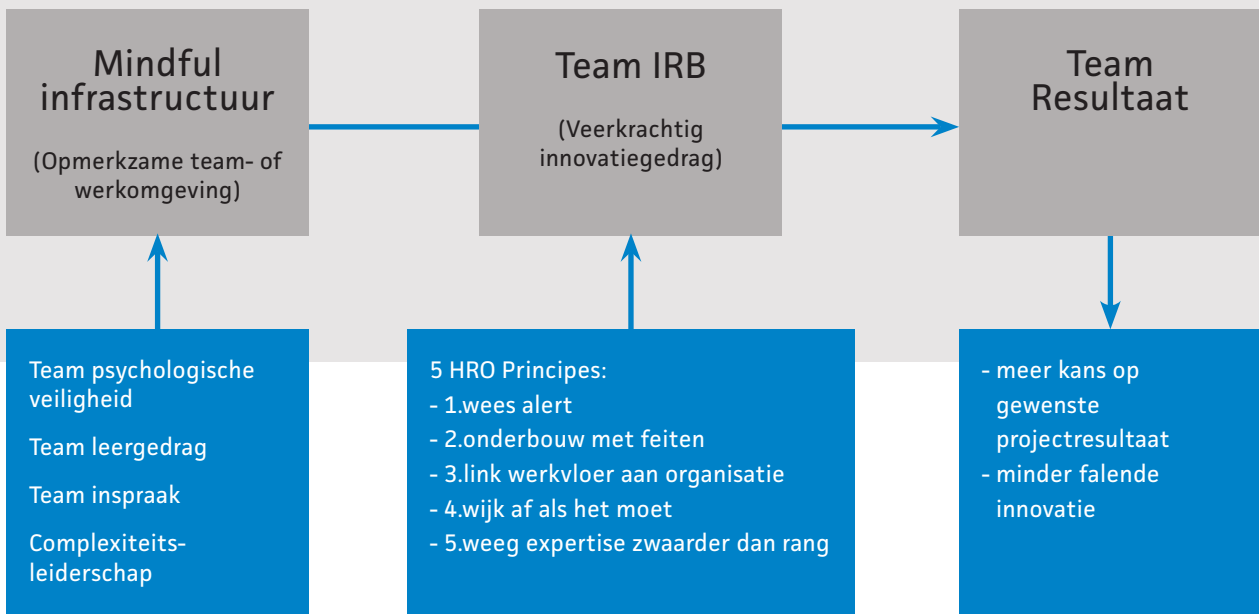 Mindful
infrastructuur
(Opmerkzame team- of
werkomgeving)
Team IRB
(Veerkrachtig
innovatiegedrag)
Team
Resultaat
Team psychologische
veiligheid
Team leergedrag
Team inspraak
Complexiteits-
leiderschap
5 HRO Principes:
- 1.wees alert
- 2.onderbouw met feiten
- 3.link werkvloer aan organisatie
- 4.wijk af als het moet
- 5.weeg expertise zwaarder dan rang
- meer kans op
gewenste
projectresultaat
- minder falende
innovatie